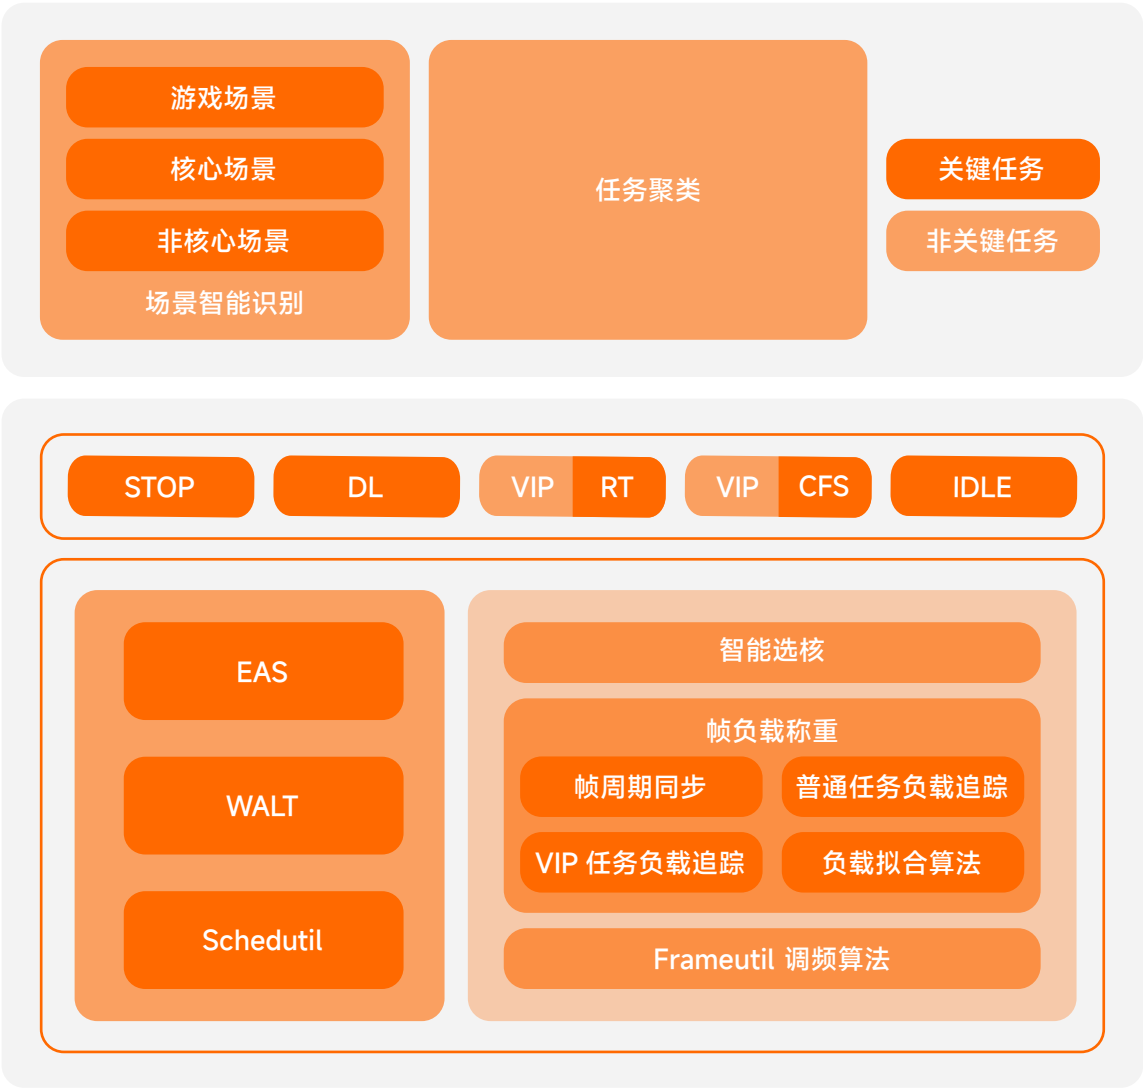 游戏场景
核心场景
非核心场景
场景智能识别
任务聚类
关键任务
非关键任务
STOP
DL
VIP
RT
VIP
CFS
IDLE
EAS
WALT
Schedutil
智能选核
帧负载称重
帧周期同步
普通任务负载追踪
VIP 任务负载追踪
负载拟合算法
Frameutil 调频算法